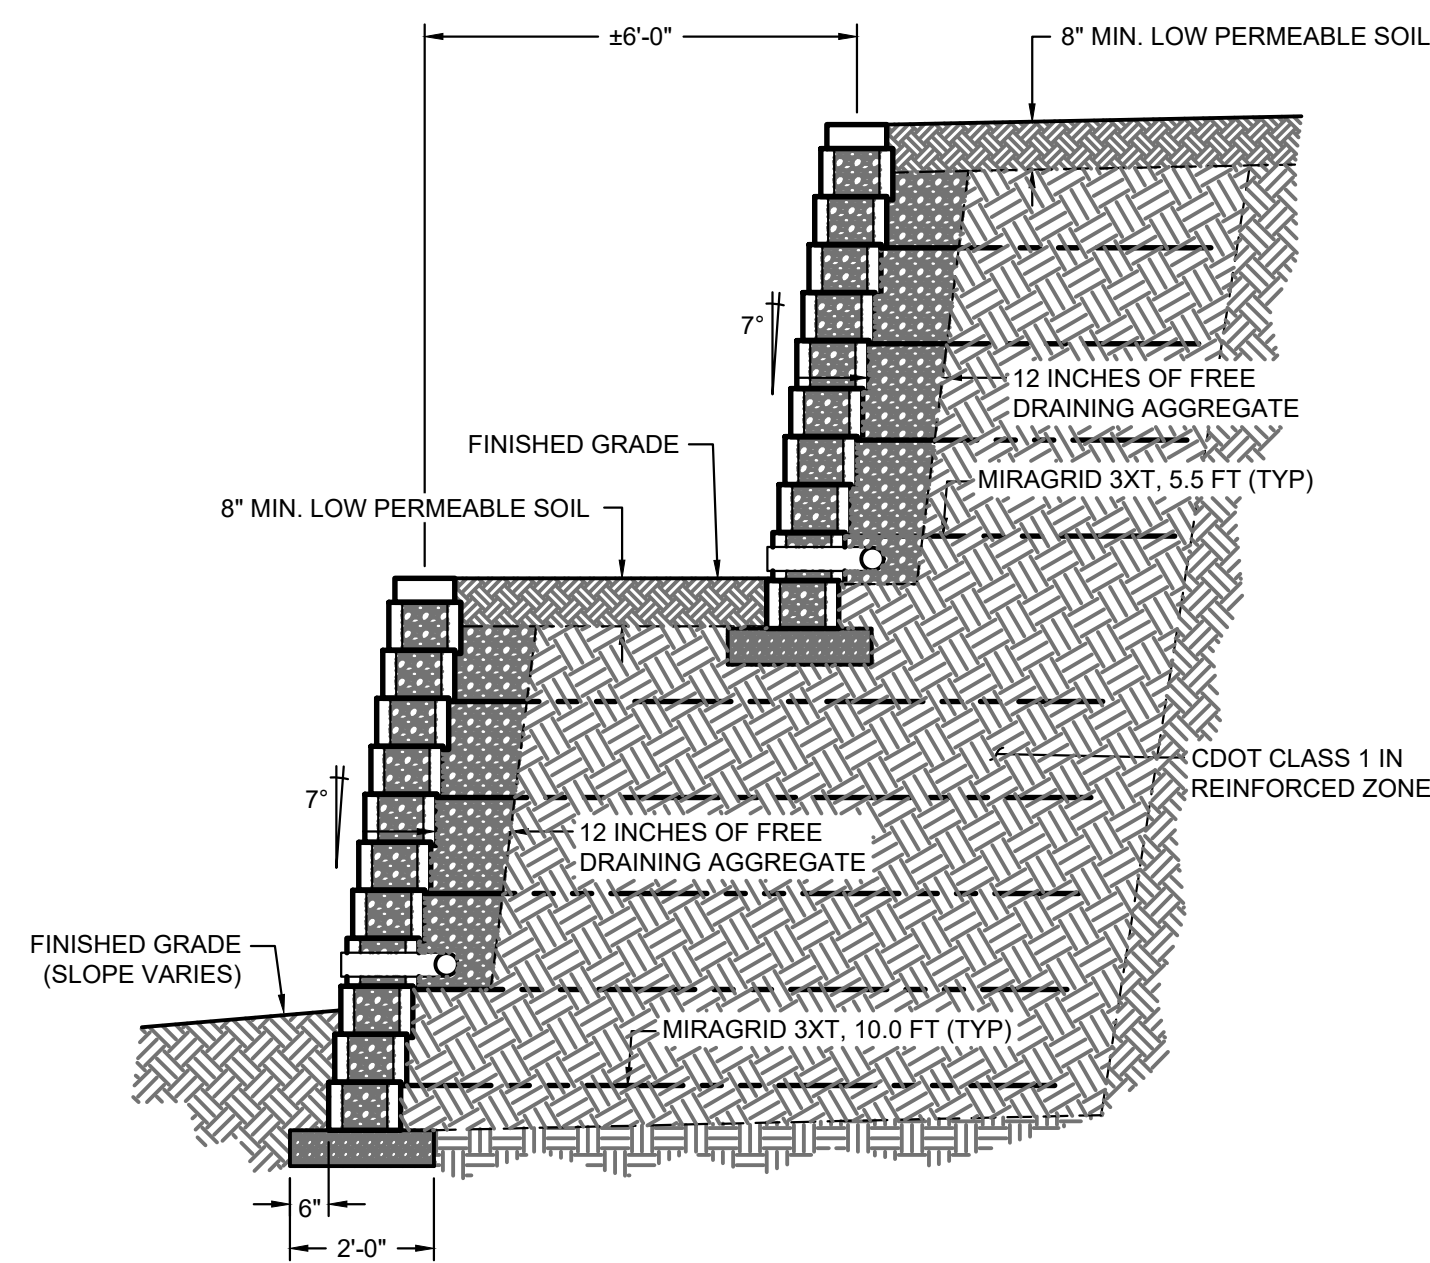 ±6'-0"
8" MIN. LOW PERMEABLE SOIL
7°
12 INCHES OF FREE
DRAINING AGGREGATE
FINISHED GRADE
MIRAGRID 3XT, 5.5 FT (TYP)
8" MIN. LOW PERMEABLE SOIL
CDOT CLASS 1 IN
REINFORCED ZONE
7°
12 INCHES OF FREE
DRAINING AGGREGATE
FINISHED GRADE
(SLOPE VARIES)
MIRAGRID 3XT, 10.0 FT (TYP)
6"
2'-0"